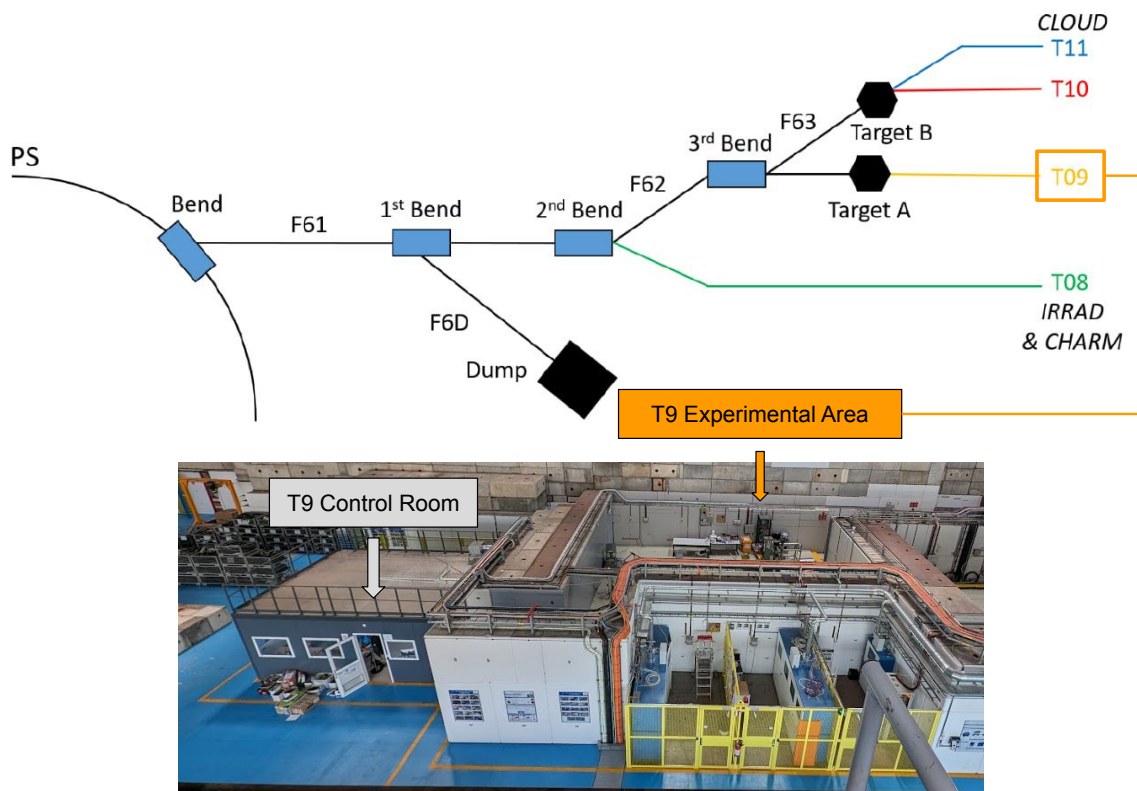 CLOUD
T11
T10
F63
Target B
3rd Bend
PS
F62
T09
Target A
Bend
1st Bend
2nd Bend
F61
T08
IRRAD
& CHARM
F6D
Dump
T9 Experimental Area
T9 Control Room